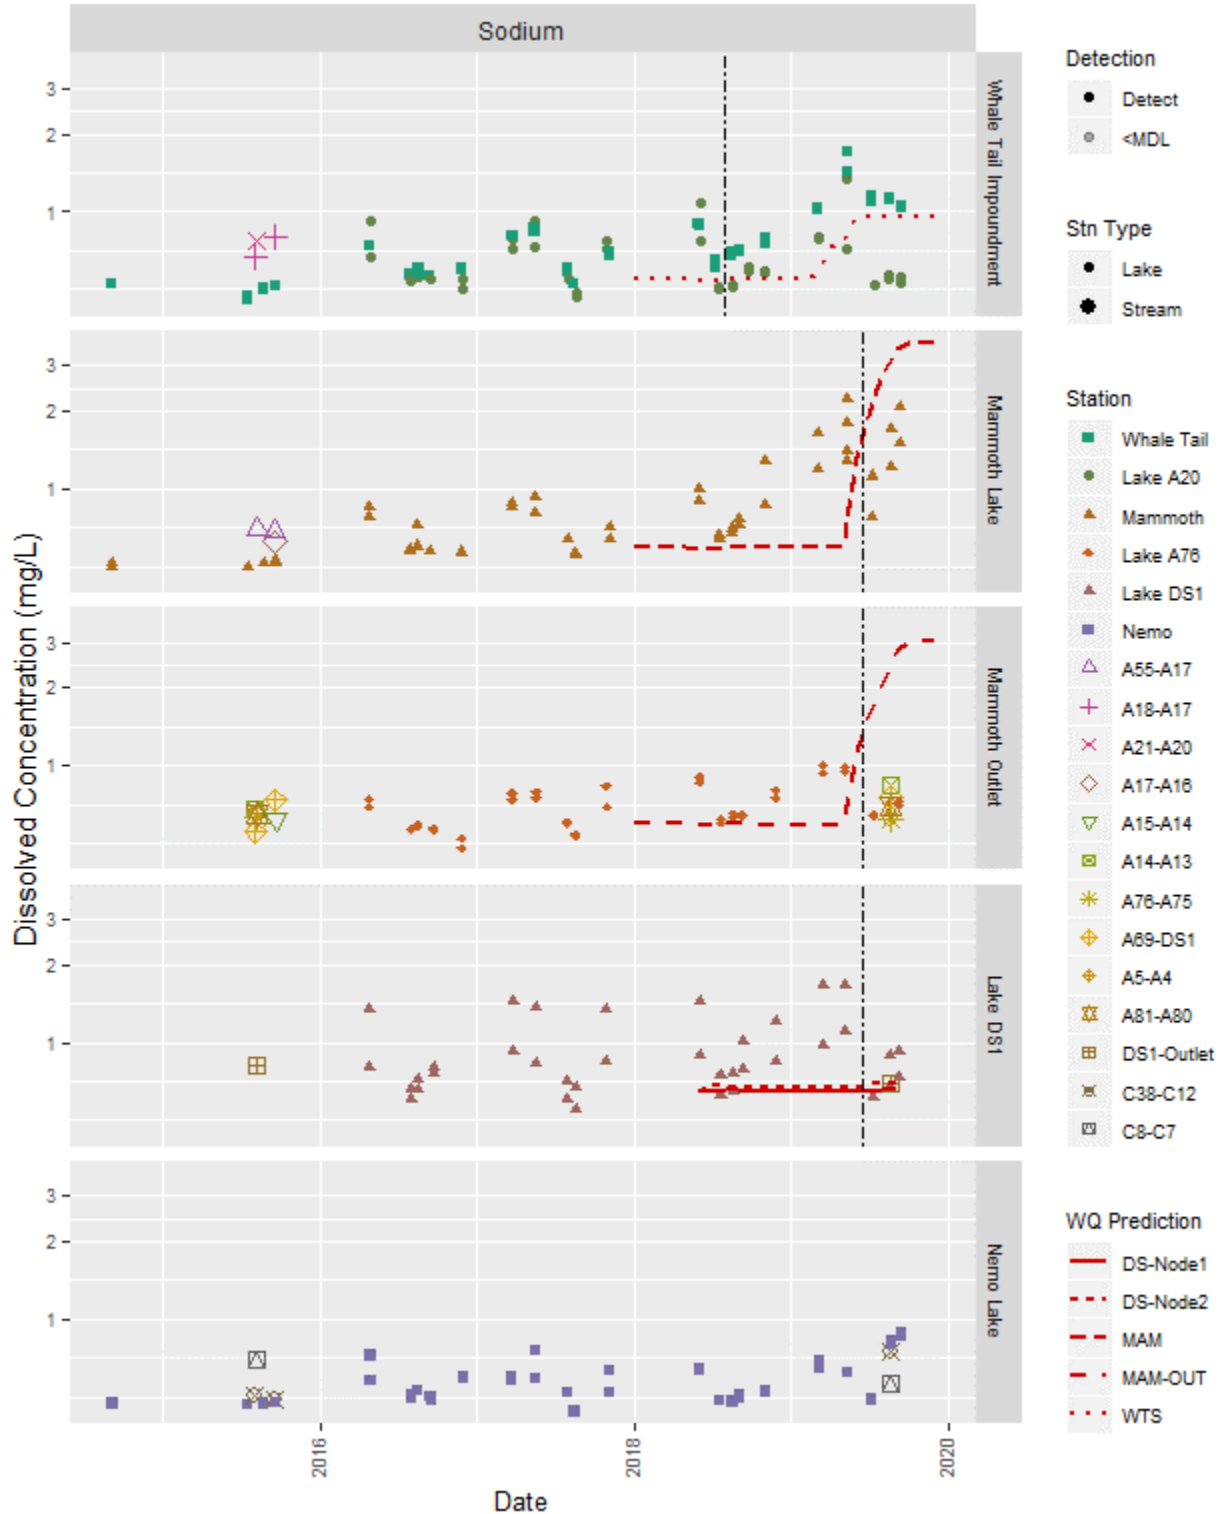 Sodium
Dissolved Concentration (mg/L)
3
2
1
Whale Tail Impoundment
3
2
1
Mammoth Lake
3
2
1
Mammoth Outlet
3
2
1
Lake DS1
3
2
1
Nemo Lake
2016
2018
2020
Date
Detection
Detect
<MDL
Stn Type
Lake
Stream
Station
Whale Tail
Lake A20
Mammoth
Lake A76
Lake DS1
Nemo
A55-A17
A18-A17
A21-A20
A17-A16
A15-A14
A14-A13
A76-A75
A69-DS1
A5-A4
A81-A80
DS1-Outlet
C38-C12
C8-C7
WQ Prediction
DS-Node1
DS-Node2
MAM
MAM-OUT
WTS